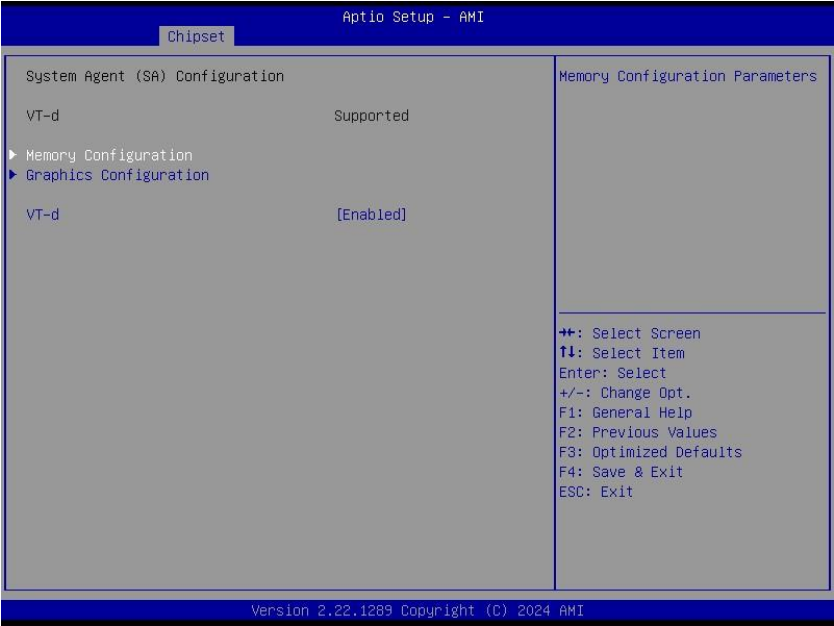 Aptio Setup – AMI
Chipset
System Agent (SA) Configuration
VT-d Supported
Memory Configuration
Graphics Configuration
VT-d [Enabled]
Memory Configuration Parameters
→←: Select Screen
↑↓: Select Item
Enter: Select
+/-: Change Opt.
F1: General Help
F2: Previous Values
F3: Optimized Defaults
F4: Save & Exit
ESC: Exit
Version 2.22.1289 Copyright (C) 2024 AMI